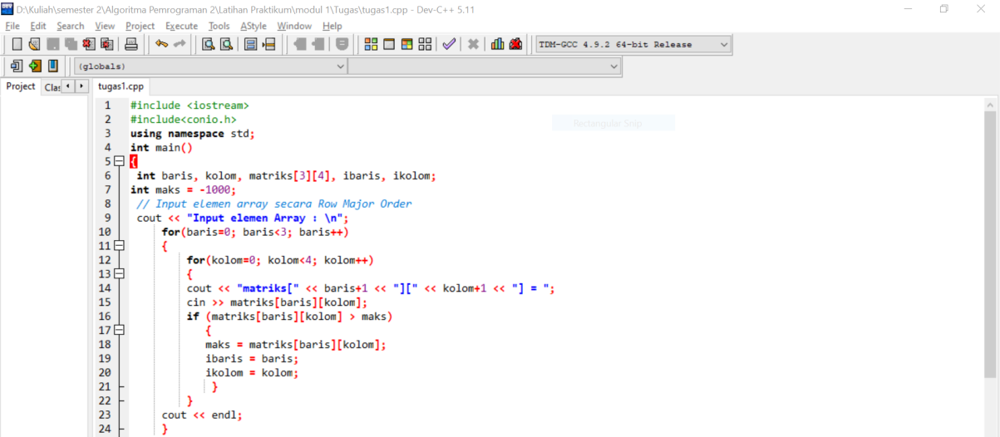 D:\Kuliah\semester 2\Algoritma Pemrograman 2\Latihan Praktikum\modul 1\Tugas\tugas1.cpp - Dev-C++ 5.11
File Edit Search View Project Execute Tools AStyle Window Help
TDM-GCC 4.9.2 64-bit Release
(globals)
Project Clas tugas1.cpp
Rectangular Snip
1 #include <iostream>
2 #include<conio.h>
3 using namespace std;
4 int main()
5 {
6 int baris, kolom, matriks[3][4], ibaris, ikolom;
7 int maks = -1000;
8 // Input elemen array secara Row Major Order
9 cout << "Input elemen Array : \n";
10 for(baris=0; baris<3; baris++)
11 {
12 for(kolom=0; kolom<4; kolom++)
13 {
14 cout << "matriks[" << baris+1 << "][" << kolom+1 << "] = ";
15 cin >> matriks[baris][kolom];
16 if (matriks[baris][kolom] > maks)
17 {
18 maks = matriks[baris][kolom];
19 ibaris = baris;
20 ikolom = kolom;
21 }
22 }
23 cout << endl;
24 }